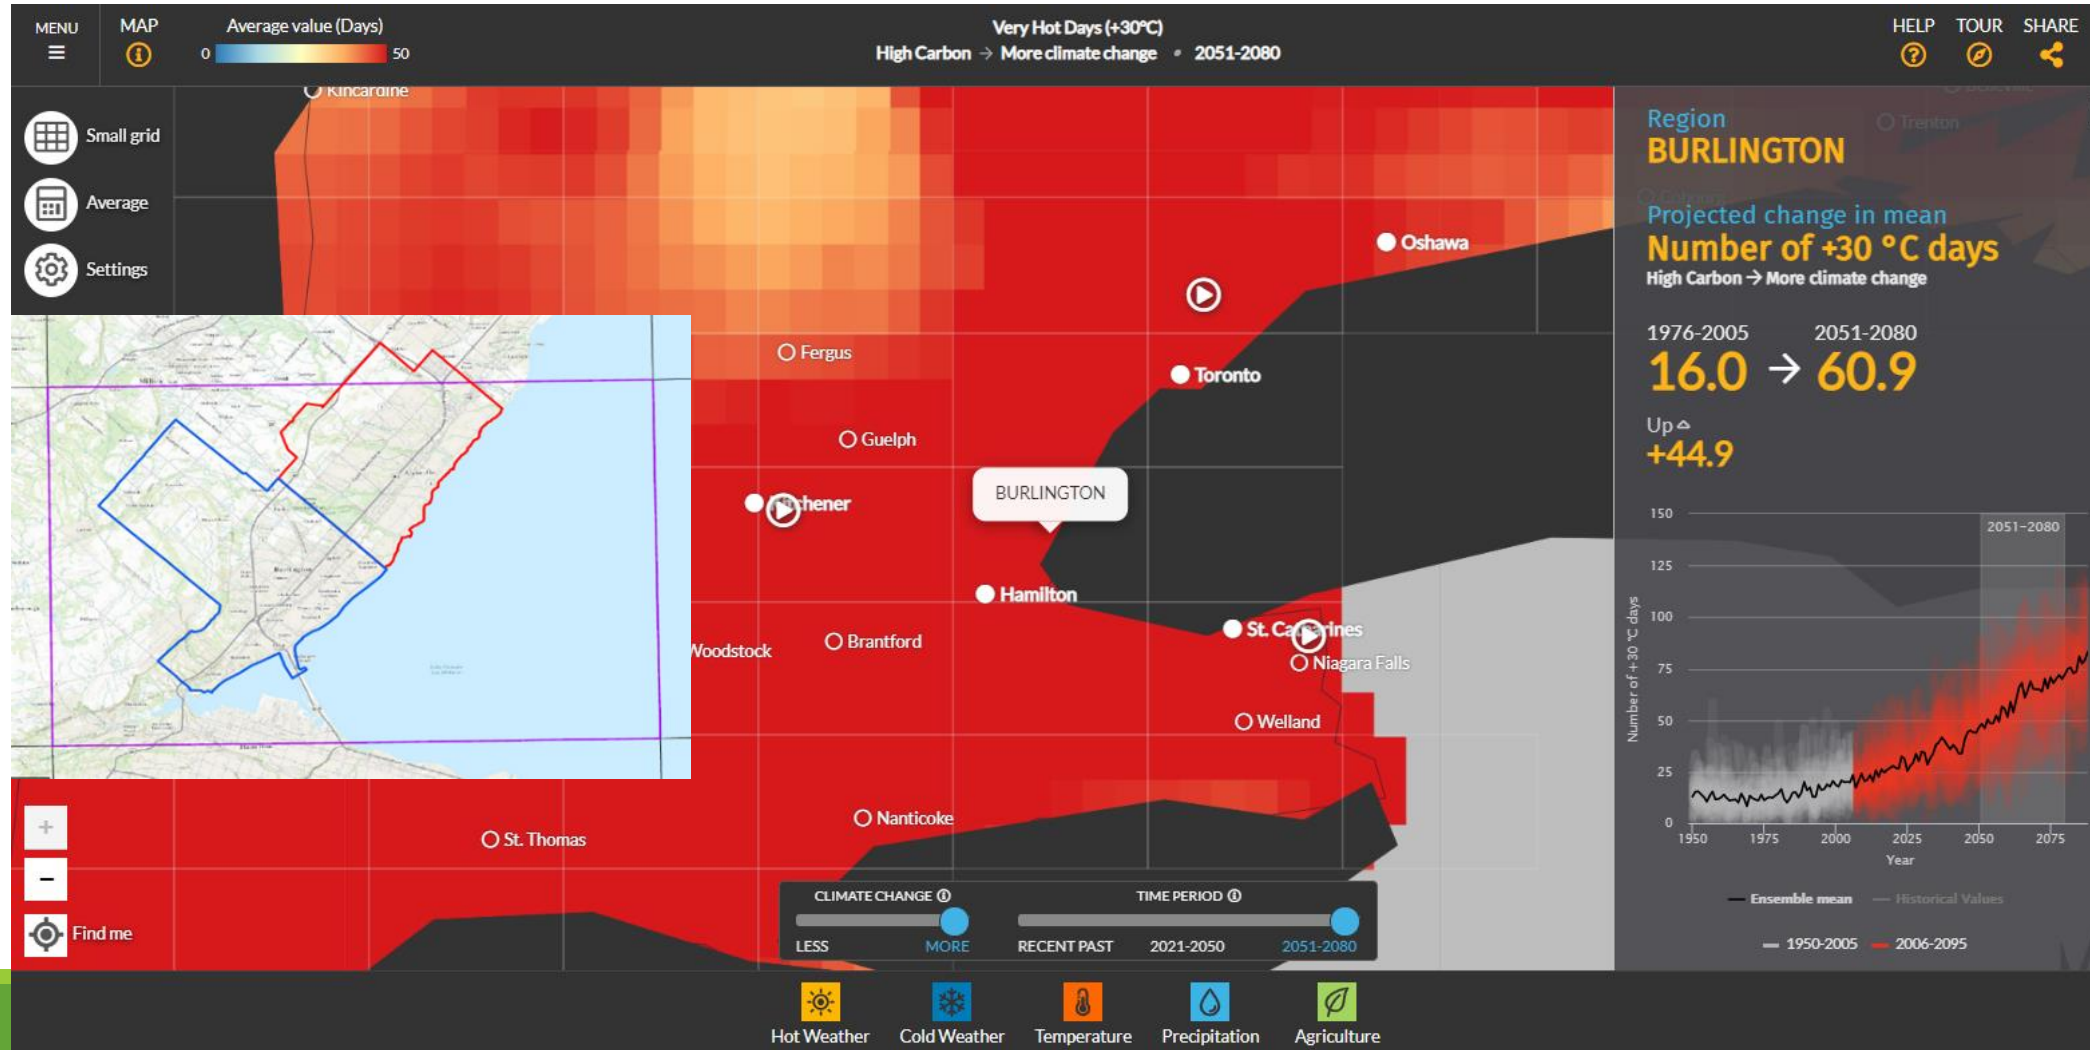 MENU
MAP
Average value (Days)
0
50
Very Hot Days (+30°C)
High Carbon → More climate change • 2051-2080
HELP
TOUR
SHARE
Small grid
Average
Settings
Kincardine
Oshawa
Fergus
Toronto
Guelph
BURLINGTON
Hamilton
Woodstock
Brantford
St. Catharines
Niagara Falls
Welland
Nanticoke
St. Thomas
Trenton
Burlington
+
−
Find me
CLIMATE CHANGE
LESS
MORE
TIME PERIOD
RECENT PAST
2021-2050
2051-2080
Region
BURLINGTON
Projected change in mean
Number of +30 °C days
High Carbon → More climate change
1976-2005
2051-2080
16.0 → 60.9
Up
+44.9
2051-2080
150
125
100
75
50
25
0
Number of +30 °C days
1950
1975
2000
2025
2050
2075
Year
Ensemble mean
Historical Values
1950-2005
2006-2095
Hot Weather
Cold Weather
Temperature
Precipitation
Agriculture